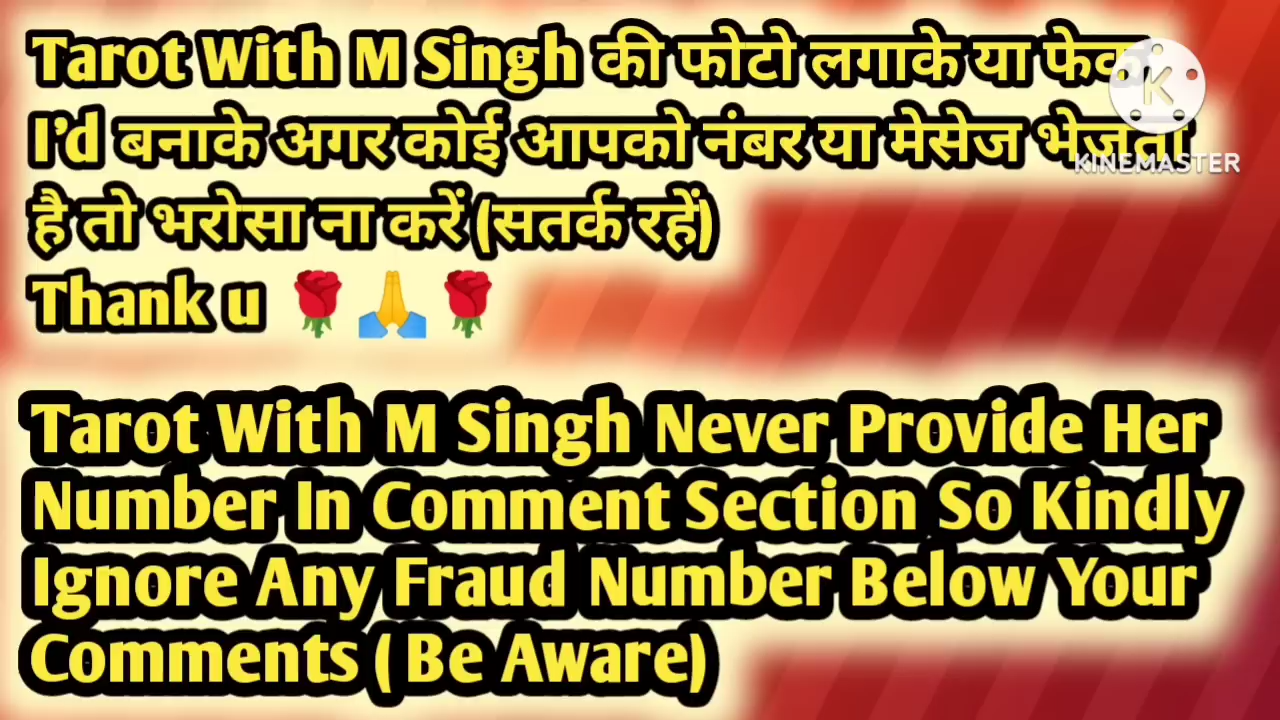 Tarot With M Singh की फोटो लगाके या
I'd बनाके अगर कोई आपको नंबर या मेसेज भेजता
KINEMASTER
है तो भरोसा ना करें (सतर्क रहें)
Thank u 🌹🙏🌹
Tarot With M Singh Never Provide Her
Number In Comment Section So Kindly
Ignore Any Fraud Number Below Your
Comments ( Be Aware)